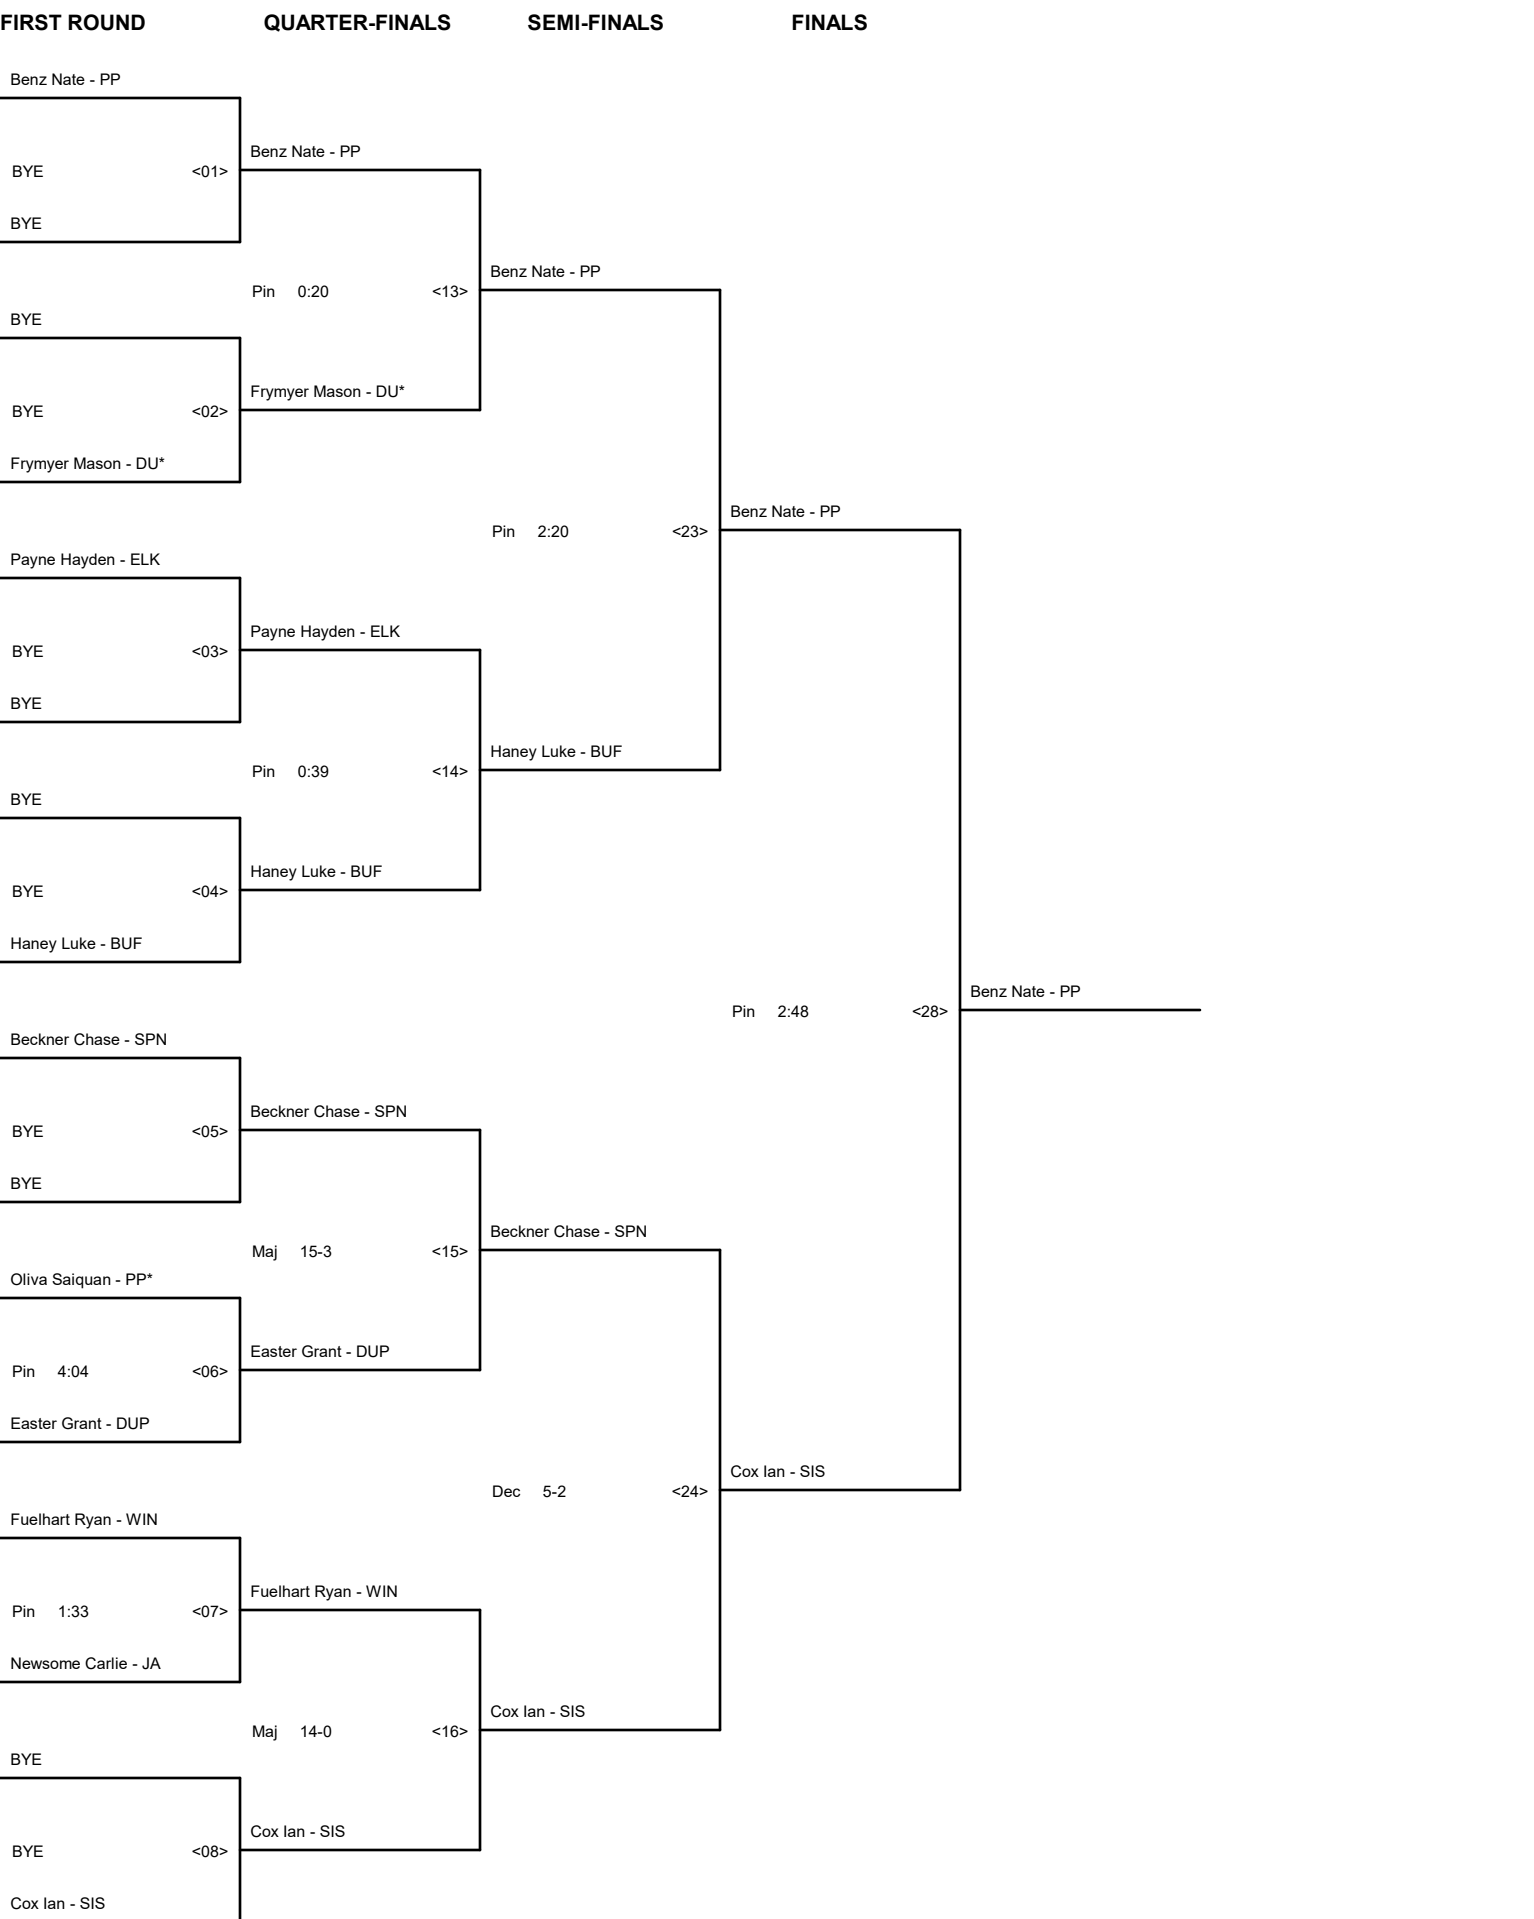 FIRST ROUND QUARTER-FINALS SEMI-FINALS FINALS
Benz Nate - PP
Benz Nate - PP
BYE <01>
BYE
Benz Nate - PP
Pin 0:20 <13>
BYE
Frymyer Mason - DU*
BYE <02>
Frymyer Mason - DU*
Benz Nate - PP
Pin 2:20 <23>
Payne Hayden - ELK
Payne Hayden - ELK
BYE <03>
BYE
Haney Luke - BUF
Pin 0:39 <14>
BYE
Haney Luke - BUF
BYE <04>
Haney Luke - BUF
Benz Nate - PP
Pin 2:48 <28>
Beckner Chase - SPN
Beckner Chase - SPN
BYE <05>
BYE
Beckner Chase - SPN
Maj 15-3 <15>
Oliva Saiquan - PP*
Easter Grant - DUP
Pin 4:04 <06>
Easter Grant - DUP
Cox Ian - SIS
Dec 5-2 <24>
Fuelhart Ryan - WIN
Fuelhart Ryan - WIN
Pin 1:33 <07>
Newsome Carlie - JA
Cox Ian - SIS
Maj 14-0 <16>
BYE
Cox Ian - SIS
BYE <08>
Cox Ian - SIS